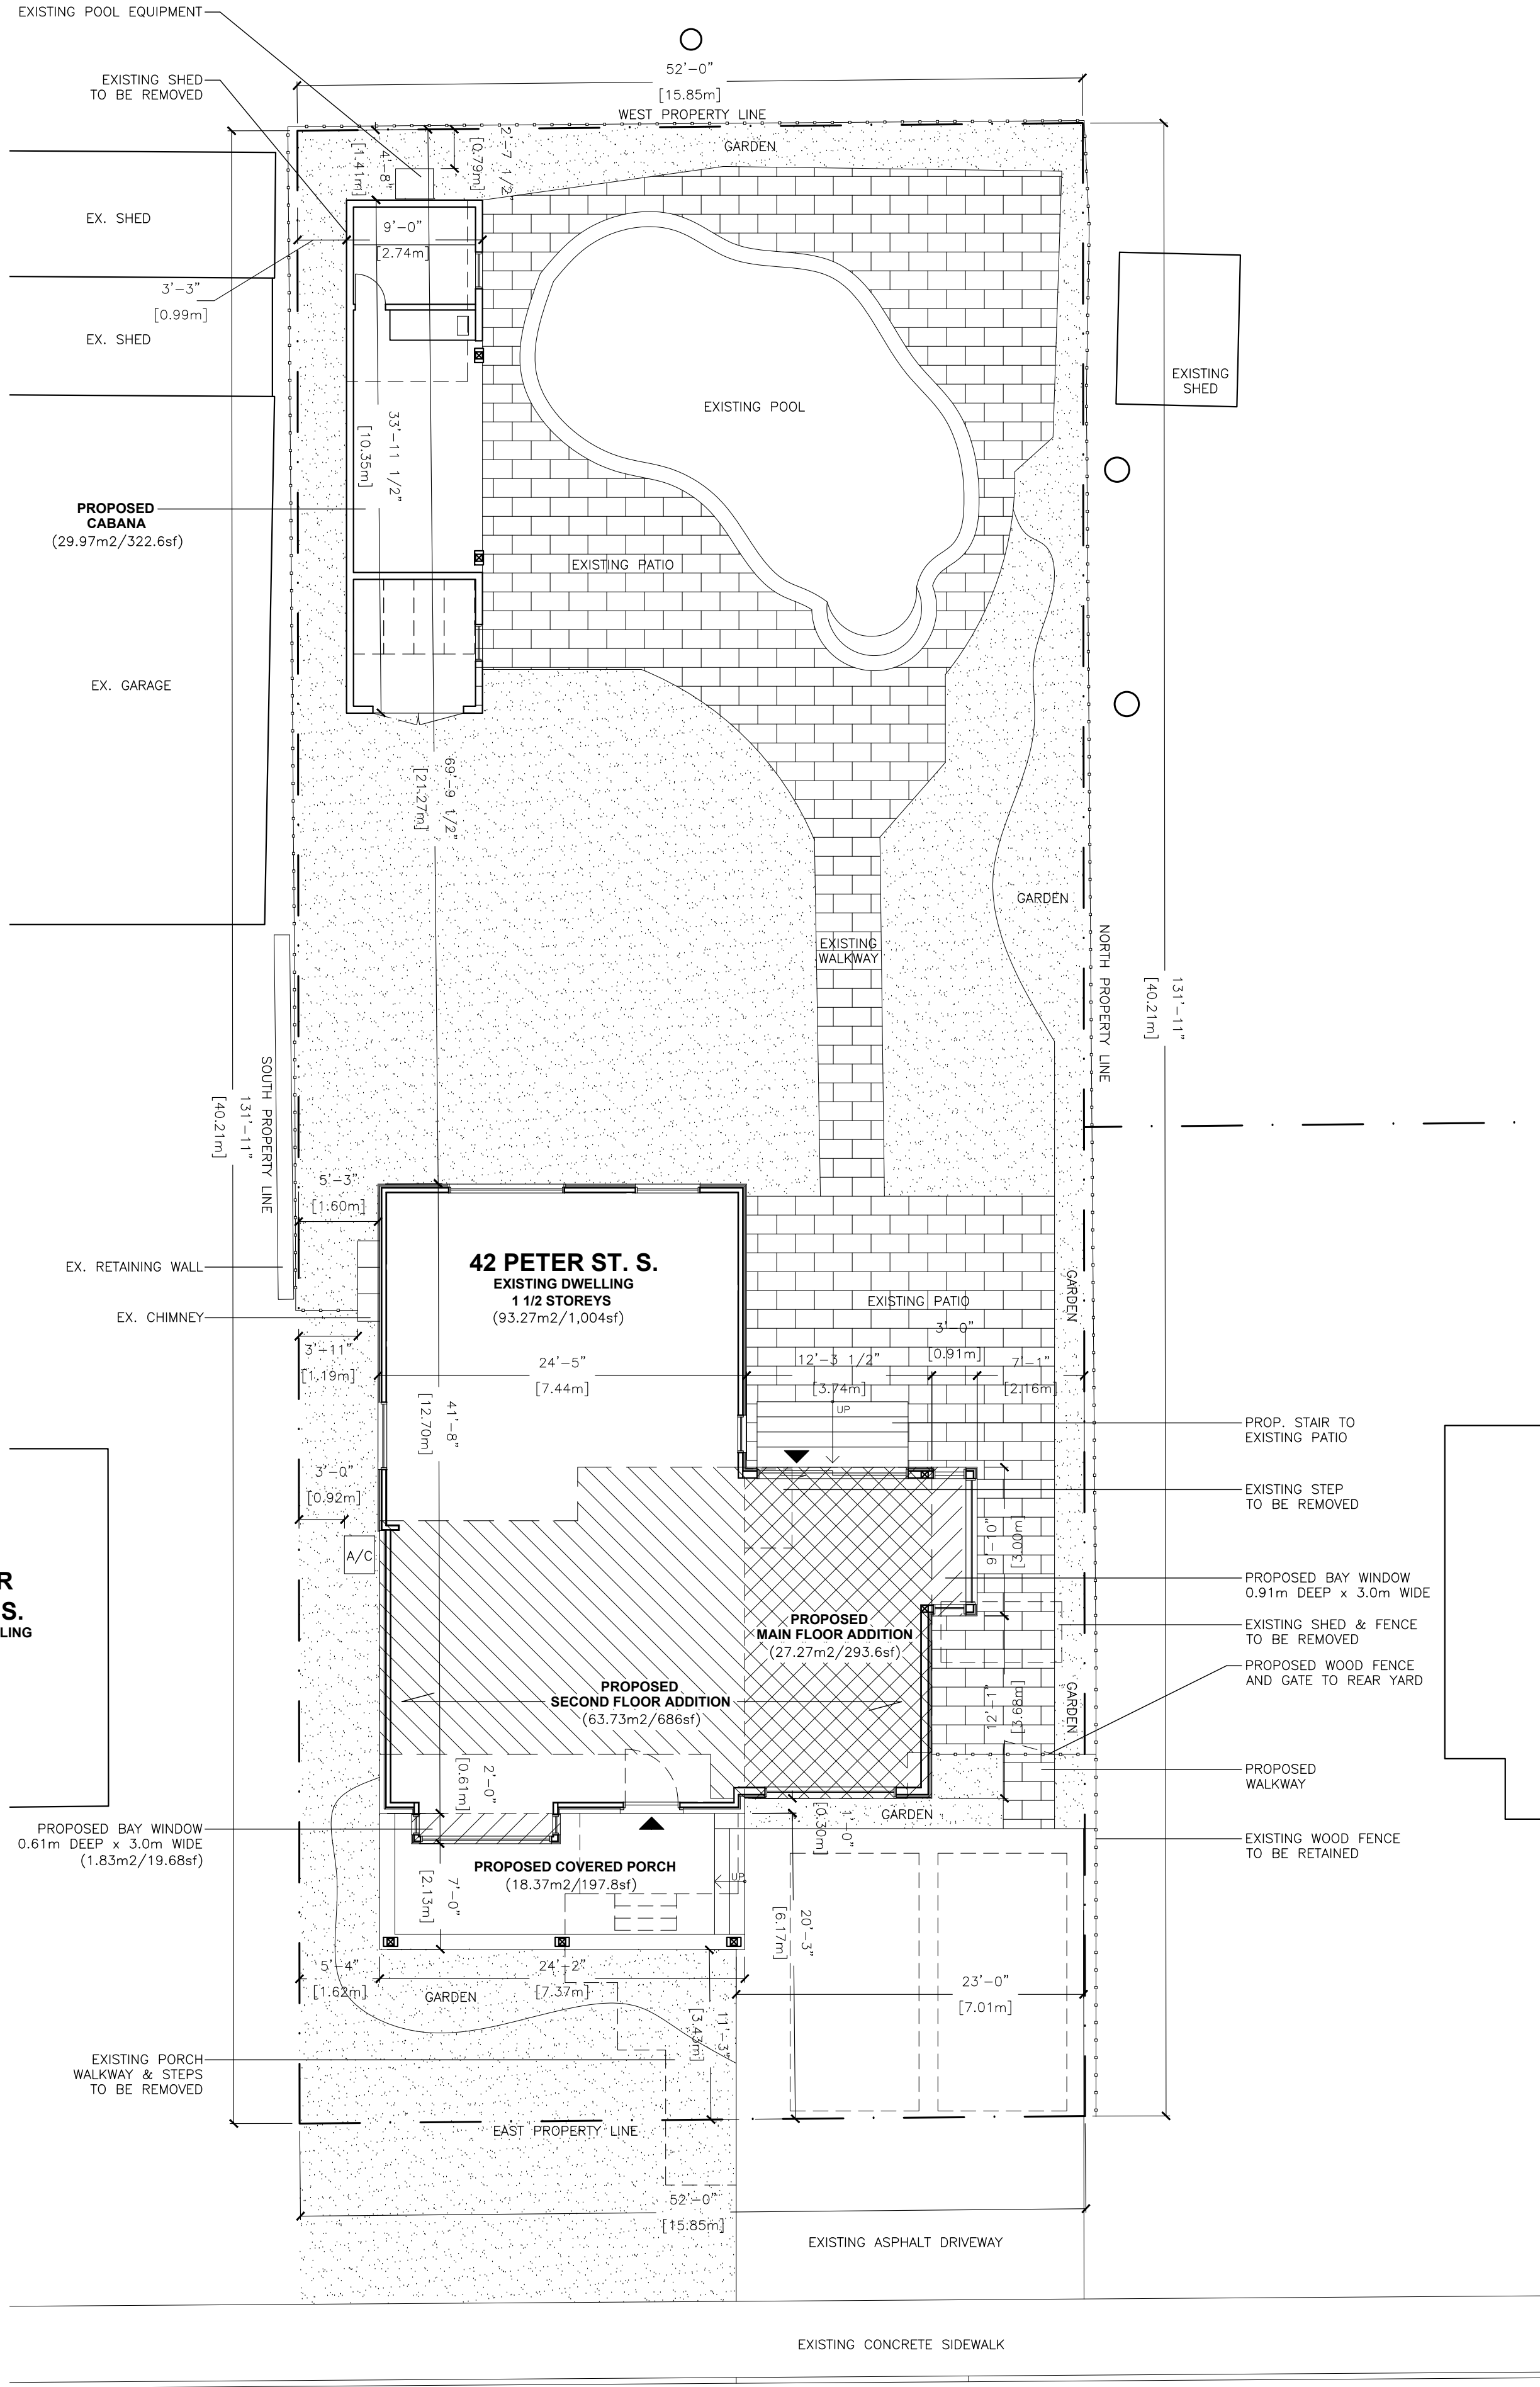 EXISTING POOL EQUIPMENT
52'-0"
[15.85m]
EXISTING SHED
TO BE REMOVED
WEST PROPERTY LINE
GARDEN
2'-7 1/2"
[0.79m]
4'-8"
[1.41m]
EX. SHED
9'-0"
[2.74m]
3'-3"
[0.99m]
EX. SHED
EXISTING
SHED
EXISTING POOL
33'-11 1/2"
[10.35m]
PROPOSED
CABANA
(29.97m2/322.6sf)
EXISTING PATIO
EX. GARAGE
69'-9 1/2"
[21.27m]
GARDEN
EXISTING
WALKWAY
NORTH PROPERTY LINE
131'-11"
[40.21m]
SOUTH PROPERTY LINE
131'-11"
[40.21m]
5'-3"
[1.60m]
EX. RETAINING WALL
42 PETER ST. S.
EXISTING DWELLING
1 1/2 STOREYS
(93.27m2/1,004sf)
EXISTING PATIO
GARDEN
EX. CHIMNEY
3'-11"
[1.19m]
24'-5"
[7.44m]
12'-3 1/2"
[3.74m]
3'-0"
[0.91m]
7'-1"
[2.16m]
41'-8"
[12.70m]
UP
PROP. STAIR TO
EXISTING PATIO
3'-0"
[0.92m]
EXISTING STEP
TO BE REMOVED
A/C
9'-10"
[3.00m]
R
S.
LING
PROPOSED BAY WINDOW
0.91m DEEP x 3.0m WIDE
PROPOSED
MAIN FLOOR ADDITION
(27.27m2/293.6sf)
EXISTING SHED & FENCE
TO BE REMOVED
PROPOSED WOOD FENCE
AND GATE TO REAR YARD
PROPOSED
SECOND FLOOR ADDITION
(63.73m2/686sf)
12'-1"
[3.68m]
GARDEN
PROPOSED
WALKWAY
2'-0"
[0.61m]
1'-0"
[0.30m]
GARDEN
PROPOSED BAY WINDOW
0.61m DEEP x 3.0m WIDE
(1.83m2/19.68sf)
EXISTING WOOD FENCE
TO BE RETAINED
PROPOSED COVERED PORCH
(18.37m2/197.8sf)
UP
7'-0"
[2.13m]
20'-3"
[6.17m]
5'-4"
[1.62m]
24'-2"
[7.37m]
GARDEN
23'-0"
[7.01m]
11'-3"
[3.43m]
EXISTING PORCH
WALKWAY & STEPS
TO BE REMOVED
EAST PROPERTY LINE
52'-0"
[15.85m]
EXISTING ASPHALT DRIVEWAY
EXISTING CONCRETE SIDEWALK